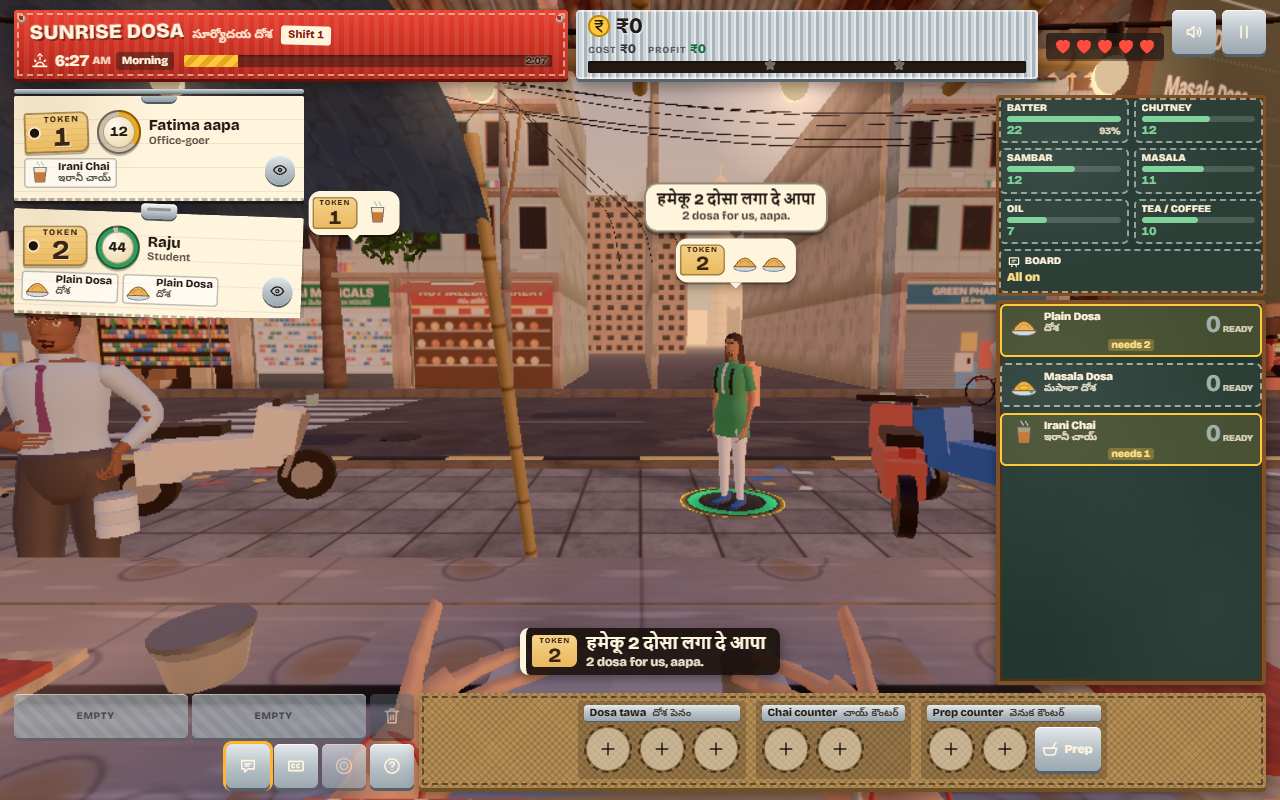 SUNRISE DOSA సూర్యోదయ దోశ Shift 1
6:27 AM Morning 2:07
₹ ₹0
COST ₹0 PROFIT ₹0
Masala Dosa
TOKEN
1
12
Fatima aapa
Office-goer
Irani Chai
ఇరానీ చాయ్
TOKEN
1
TOKEN
2
44
Raju
Student
Plain Dosa
దోశ
Plain Dosa
దోశ
हमेकू 2 दोसा लगा दे आपा
2 dosa for us, aapa.
TOKEN
2
GREEN PHAR
BATTER
22 93%
CHUTNEY
12
SAMBAR
12
MASALA
11
OIL
7
TEA / COFFEE
10
BOARD
All on
Plain Dosa
దోశ
0 READY
needs 2
Masala Dosa
మసాలా దోశ
0 READY
Irani Chai
ఇరానీ చాయ్
0 READY
needs 1
TOKEN
2
हमेकू 2 दोसा लगा दे आपा
2 dosa for us, aapa.
EMPTY
EMPTY
CC
Dosa tawa దోశ పెనం
Chai counter చాయ్ కౌంటర్
Prep counter వెనుక కౌంటర్
Prep